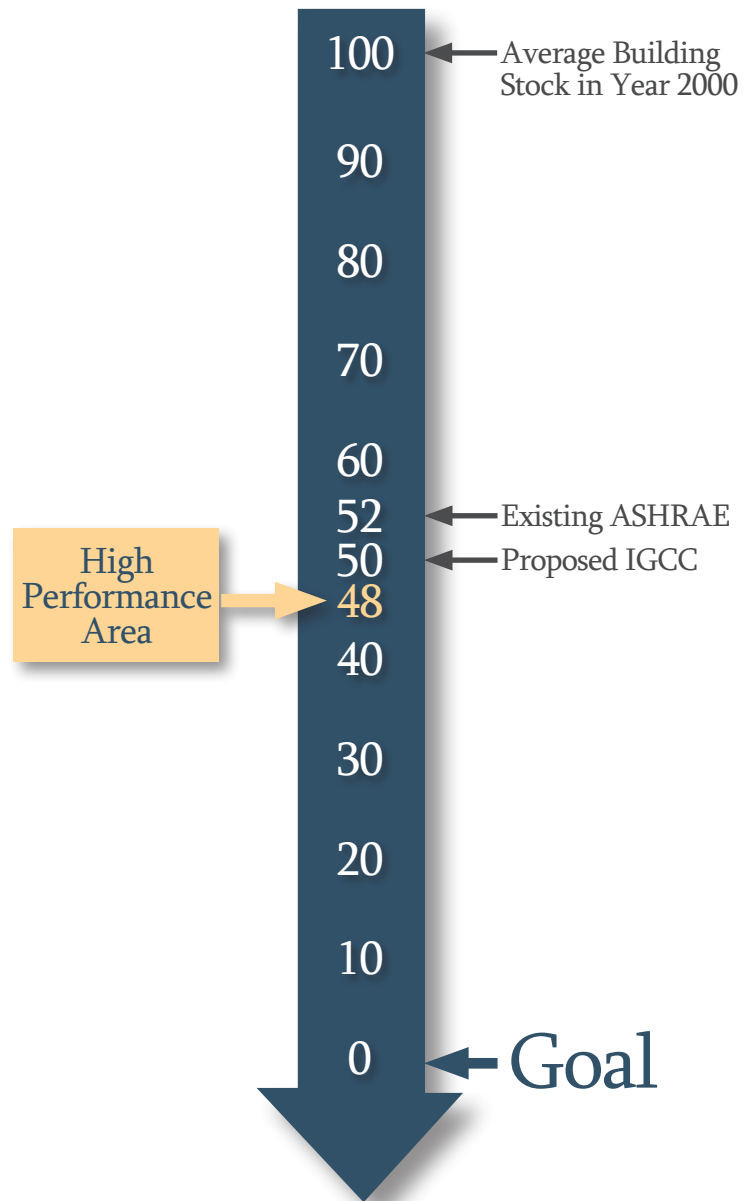 100
Average Building
Stock in Year 2000
90
80
70
60
52
Existing ASHRAE
50
Proposed IGCC
High
Performance
Area
48
40
30
20
10
0
Goal